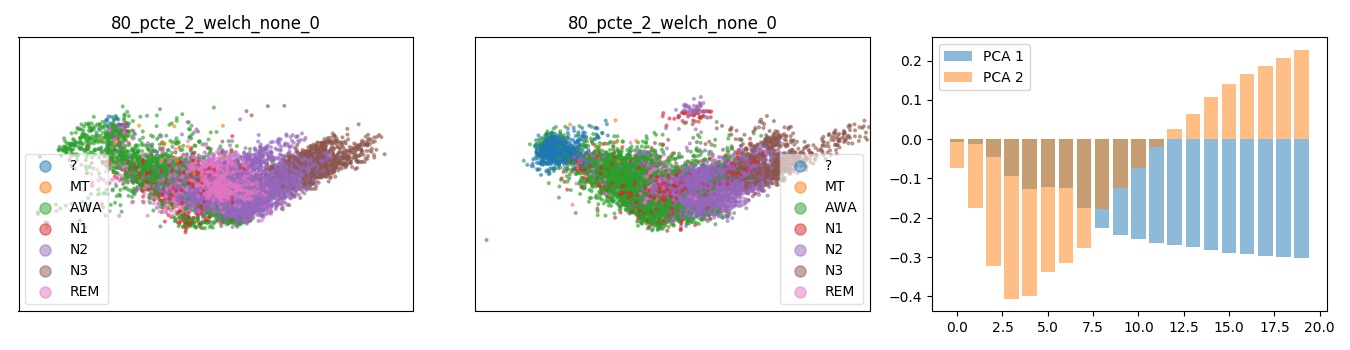 80_pcte_2_welch_none_0
?
MT
AWA
N1
N2
N3
REM
80_pcte_2_welch_none_0
?
MT
AWA
N1
N2
N3
REM
PCA 1
PCA 2
0.2
0.1
0.0
−0.1
−0.2
−0.3
−0.4
0.0
2.5
5.0
7.5
10.0
12.5
15.0
17.5
20.0